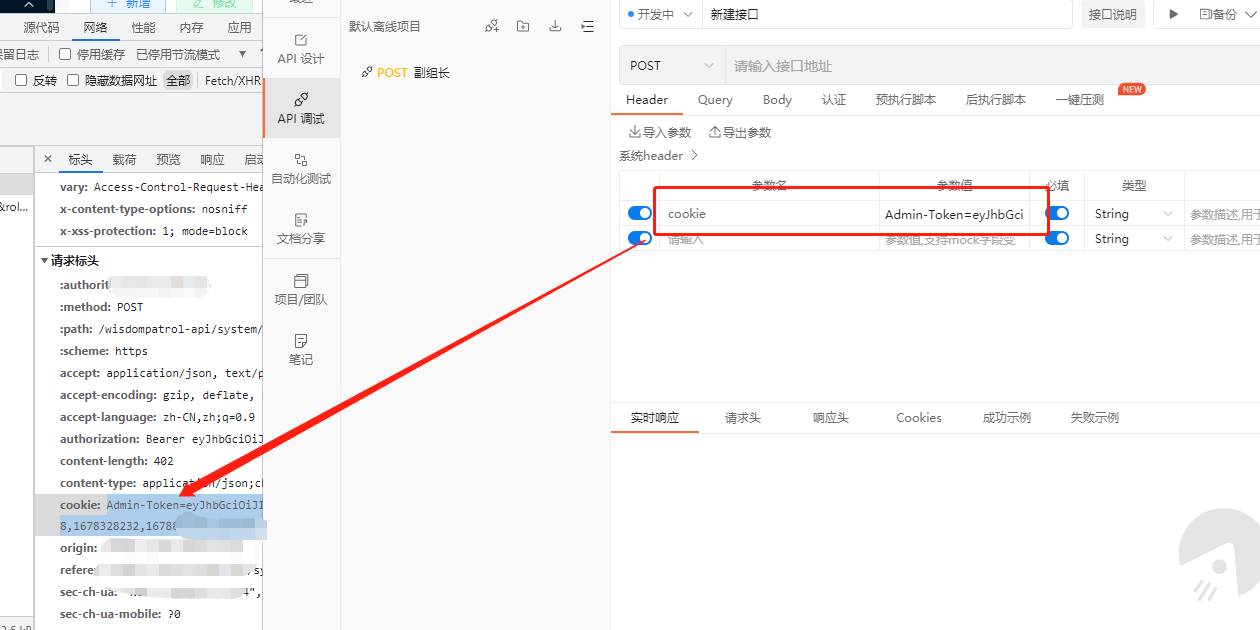 新增
修改
源代码 网络 性能 内存 应用
保留日志 停用缓存 已停用节流模式
反转 隐藏数据网址 全部 Fetch/XHR
&rol...
标头 载荷 预览 响应
vary: Access-Control-Request-Hea
x-content-type-options: nosniff
x-xss-protection: 1; mode=block
请求标头
:authorit
:method: POST
:path: /wisdompatrol-api/system/
:scheme: https
accept: application/json, text/p
accept-encoding: gzip, deflate,
accept-language: zh-CN,zh;q=0.9
authorization: Bearer eyJhbGciOiJ
content-length: 402
content-type: application/json;c
cookie: Admin-Token=eyJhbGciOiJ
8,1678328232,16788
origin:
refere
sec-ch-ua:
sec-ch-ua-mobile: ?0
API 设计
API 调试
自动化测试
文档分享
项目/团队
笔记
默认离线项目
POST 副组长
开发中 新建接口 接口说明 备份
POST 请输入接口地址
Header Query Body 认证 预执行脚本 后执行脚本 一键压测 NEW
导入参数 导出参数
系统header
参数名 参数值 必填 类型
cookie Admin-Token=eyJhbGci String 参数描述,用于
请输入 参数值,支持mock字段变 String 参数描述,用于
实时响应 请求头 响应头 Cookies 成功示例 失败示例